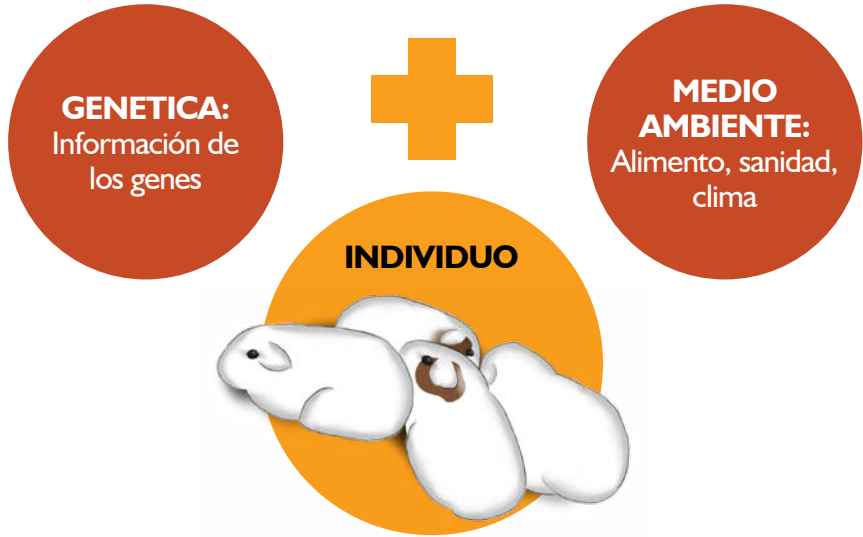 GENETICA:
Información de
los genes
MEDIO
AMBIENTE:
Alimento, sanidad,
clima
INDIVIDUO